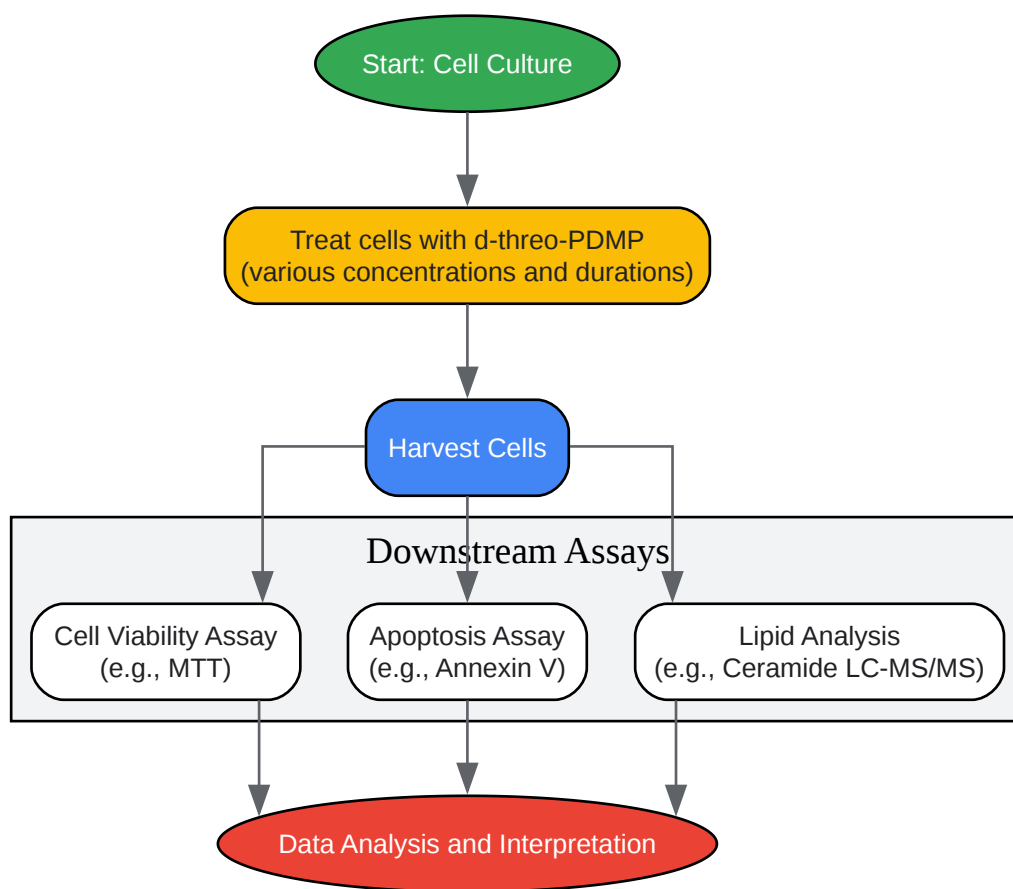 Start: Cell Culture
Treat cells with d-threo-PDMP
(various concentrations and durations)
Harvest Cells
Downstream Assays
Cell Viability Assay
(e.g., MTT)
Apoptosis Assay
(e.g., Annexin V)
Lipid Analysis
(e.g., Ceramide LC-MS/MS)
Data Analysis and Interpretation